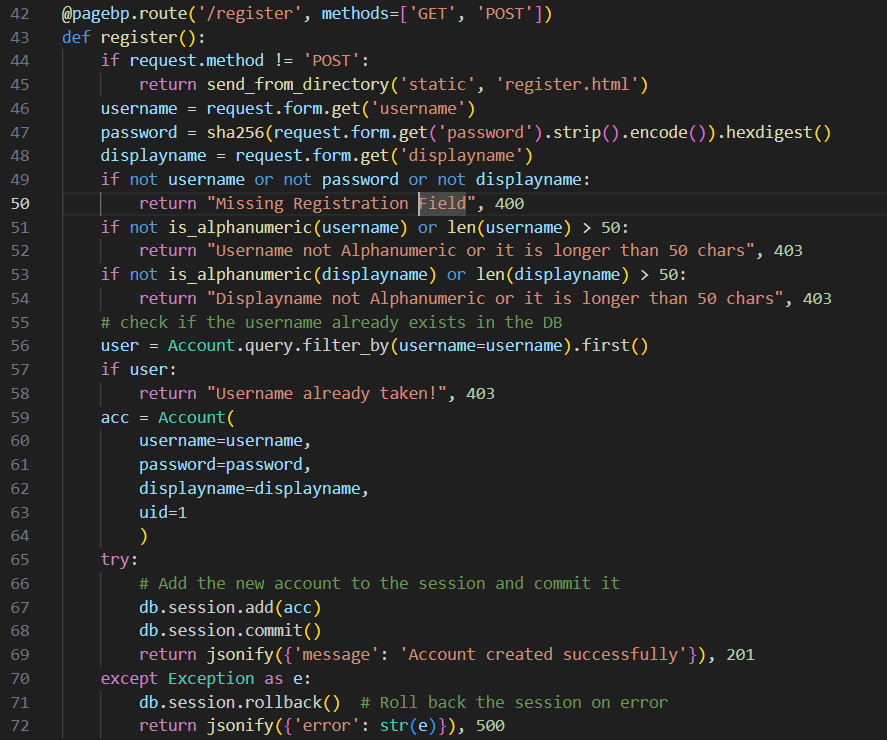 42 @pagebp.route('/register', methods=['GET', 'POST'])
43 def register():
44     if request.method != 'POST':
45         return send_from_directory('static', 'register.html')
46     username = request.form.get('username')
47     password = sha256(request.form.get('password').strip().encode()).hexdigest()
48     displayname = request.form.get('displayname')
49     if not username or not password or not displayname:
50         return "Missing Registration Field", 400
51     if not is_alphanumeric(username) or len(username) > 50:
52         return "Username not Alphanumeric or it is longer than 50 chars", 403
53     if not is_alphanumeric(displayname) or len(displayname) > 50:
54         return "Displayname not Alphanumeric or it is longer than 50 chars", 403
55     # check if the username already exists in the DB
56     user = Account.query.filter_by(username=username).first()
57     if user:
58         return "Username already taken!", 403
59     acc = Account(
60         username=username,
61         password=password,
62         displayname=displayname,
63         uid=1
64         )
65     try:
66         # Add the new account to the session and commit it
67         db.session.add(acc)
68         db.session.commit()
69         return jsonify({'message': 'Account created successfully'}), 201
70     except Exception as e:
71         db.session.rollback()  # Roll back the session on error
72         return jsonify({'error': str(e)}), 500